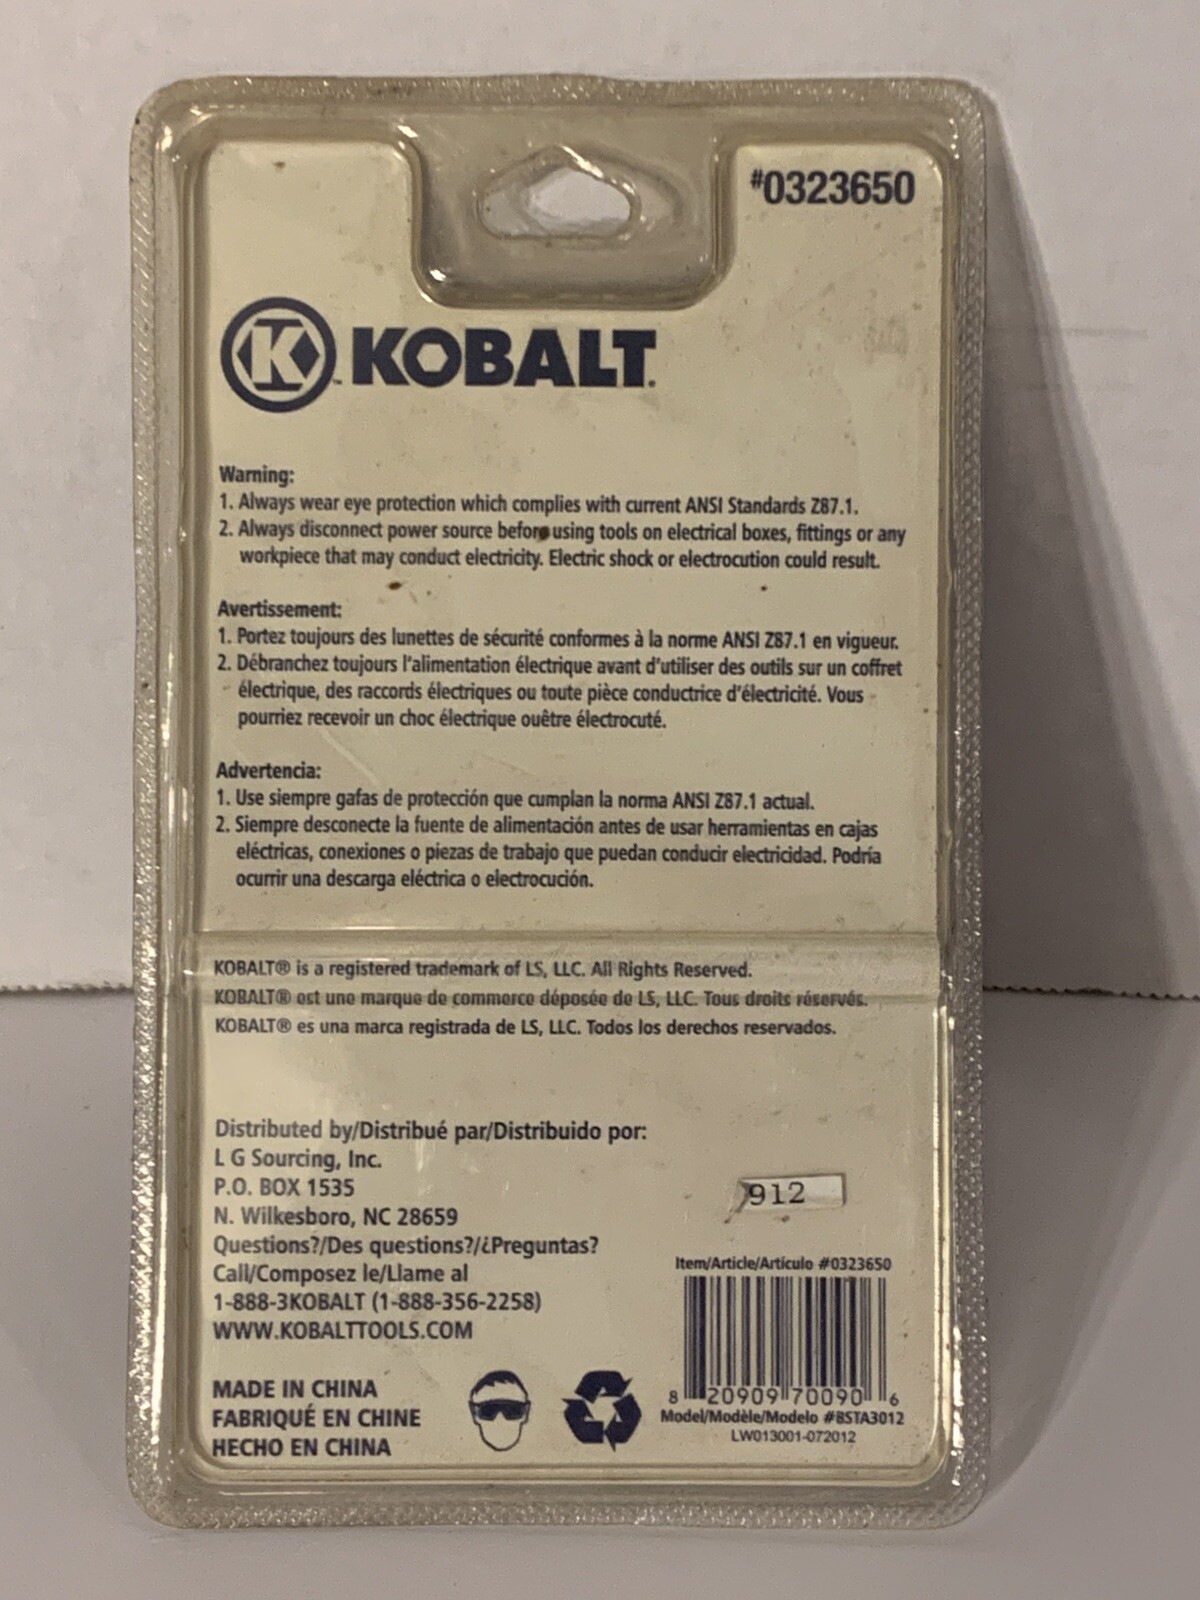 #0323650
K
™ KOBALT®
Warning:
1. Always wear eye protection which complies with current ANSI Standards Z87.1.
2. Always disconnect power source before using tools on electrical boxes, fittings or any
workpiece that may conduct electricity. Electric shock or electrocution could result.
Avertissement:
1. Portez toujours des lunettes de sécurité conformes à la norme ANSI Z87.1 en vigueur.
2. Débranchez toujours l'alimentation électrique avant d'utiliser des outils sur un coffret
électrique, des raccords électriques ou toute pièce conductrice d'électricité. Vous
pourriez recevoir un choc électrique ouêtre électrocuté.
Advertencia:
1. Use siempre gafas de protección que cumplan la norma ANSI Z87.1 actual.
2. Siempre desconecte la fuente de alimentación antes de usar herramientas en cajas
eléctricas, conexiones o piezas de trabajo que puedan conducir electricidad. Podría
ocurrir una descarga eléctrica o electrocución.
KOBALT® is a registered trademark of LS, LLC. All Rights Reserved.
KOBALT® est une marque de commerce déposée de LS, LLC. Tous droits réservés.
KOBALT® es una marca registrada de LS, LLC. Todos los derechos reservados.
Distributed by/Distribué par/Distribuido por:
L G Sourcing, Inc.
P.O. BOX 1535
N. Wilkesboro, NC 28659
Questions?/Des questions?/¿Preguntas?
Call/Composez le/Llame al
1-888-3KOBALT (1-888-356-2258)
WWW.KOBALTTOOLS.COM
MADE IN CHINA
FABRIQUÉ EN CHINE
HECHO EN CHINA
912
Item/Article/Artículo #0323650
8 20909 70090 6
Model/Modèle/Modelo #BSTA3012
LW013001-072012